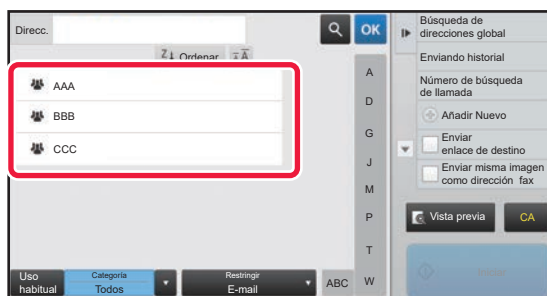 Direcc.
OK
Ordenar
AAA
BBB
CCC
A
D
G
J
M
P
T
W
Uso
habitual
Categoría
Todos
Restringir
E-mail
ABC
Búsqueda de
direcciones global
Enviando historial
Número de búsqueda
de llamada
Añadir Nuevo
Enviar
enlace de destino
Enviar misma imagen
como dirección fax
Vista previa
CA